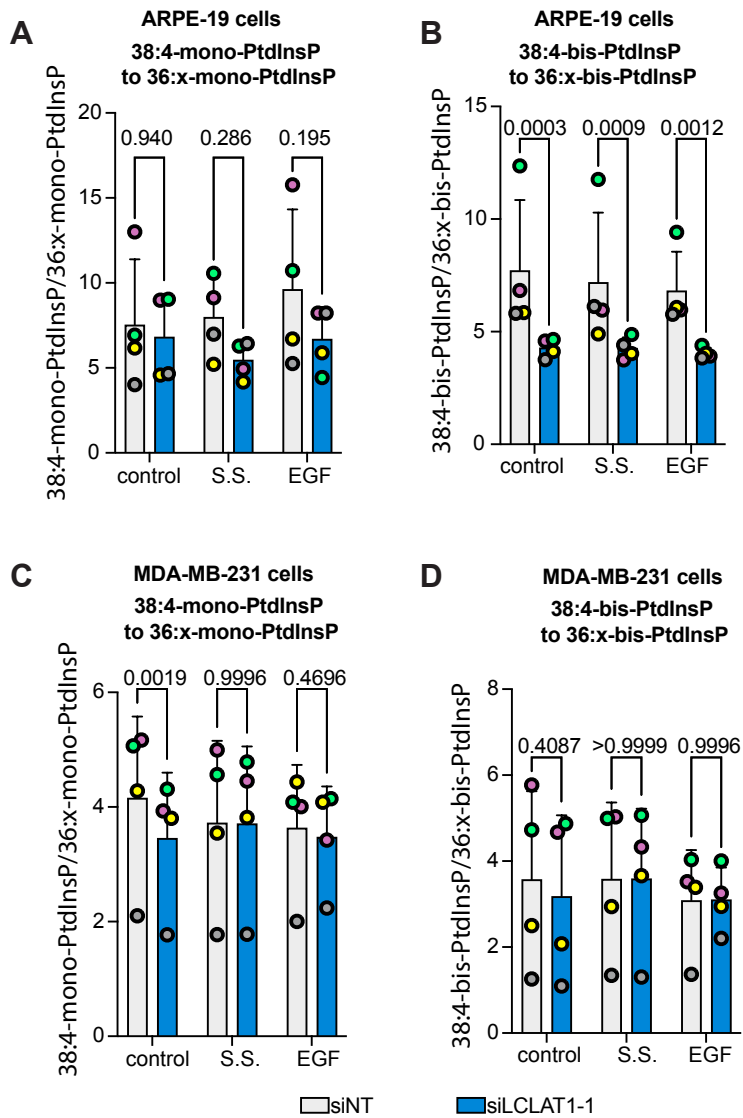 A
ARPE-19 cells
38:4-mono-PtdInsP
to 36:x-mono-PtdInsP
38:4-mono-PtdInsP/36:x-mono-PtdInsP
20
15
10
5
0
0.940
0.286
0.195
control
S.S.
EGF
B
ARPE-19 cells
38:4-bis-PtdInsP
to 36:x-bis-PtdInsP
38:4-bis-PtdInsP/36:x-bis-PtdInsP
15
10
5
0
0.0003
0.0009
0.0012
control
S.S.
EGF
C
MDA-MB-231 cells
38:4-mono-PtdInsP
to 36:x-mono-PtdInsP
38:4-mono-PtdInsP/36:x-mono-PtdInsP
6
4
2
0
0.0019
0.9996
0.4696
control
S.S.
EGF
D
MDA-MB-231 cells
38:4-bis-PtdInsP
to 36:x-bis-PtdInsP
38:4-bis-PtdInsP/36:x-bis-PtdInsP
8
6
4
2
0
0.4087
>0.9999
0.9996
control
S.S.
EGF
siNT
siLCLAT1-1